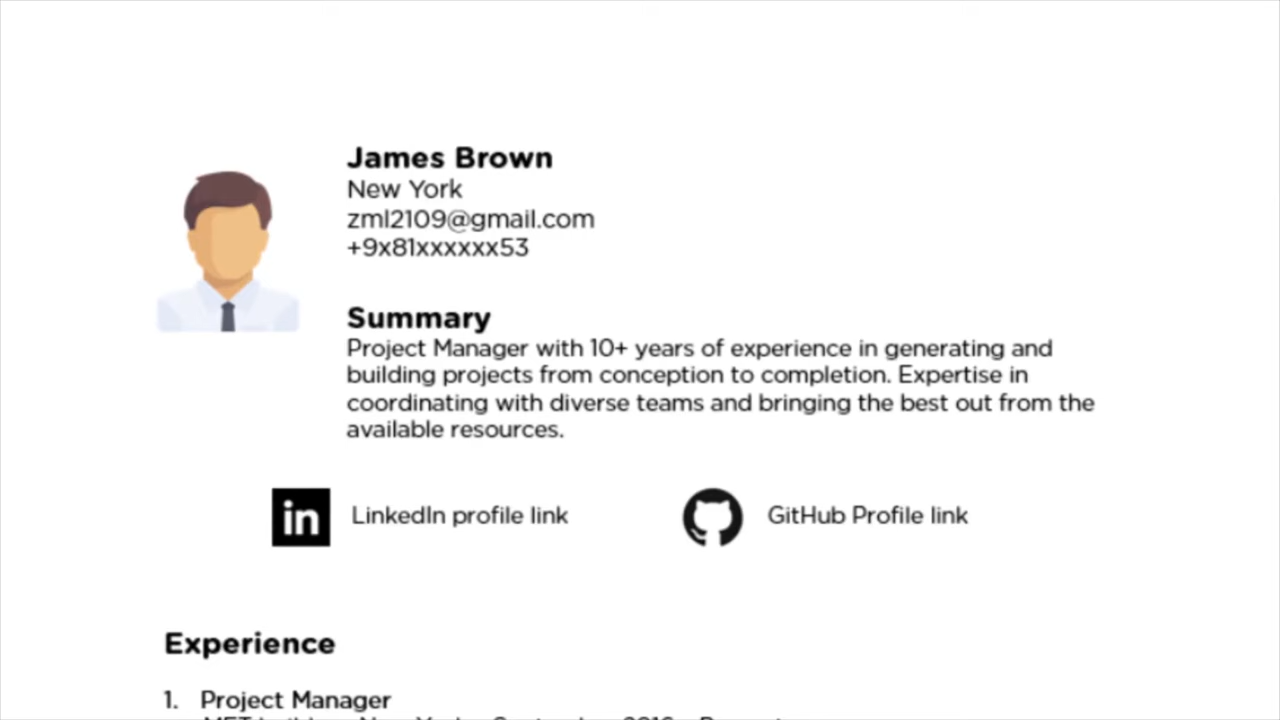 James Brown
New York
zml2109@gmail.com
+9x81xxxxxx53
Summary
Project Manager with 10+ years of experience in generating and
building projects from conception to completion. Expertise in
coordinating with diverse teams and bringing the best out from the
available resources.
in LinkedIn profile link
GitHub Profile link
Experience
1. Project Manager